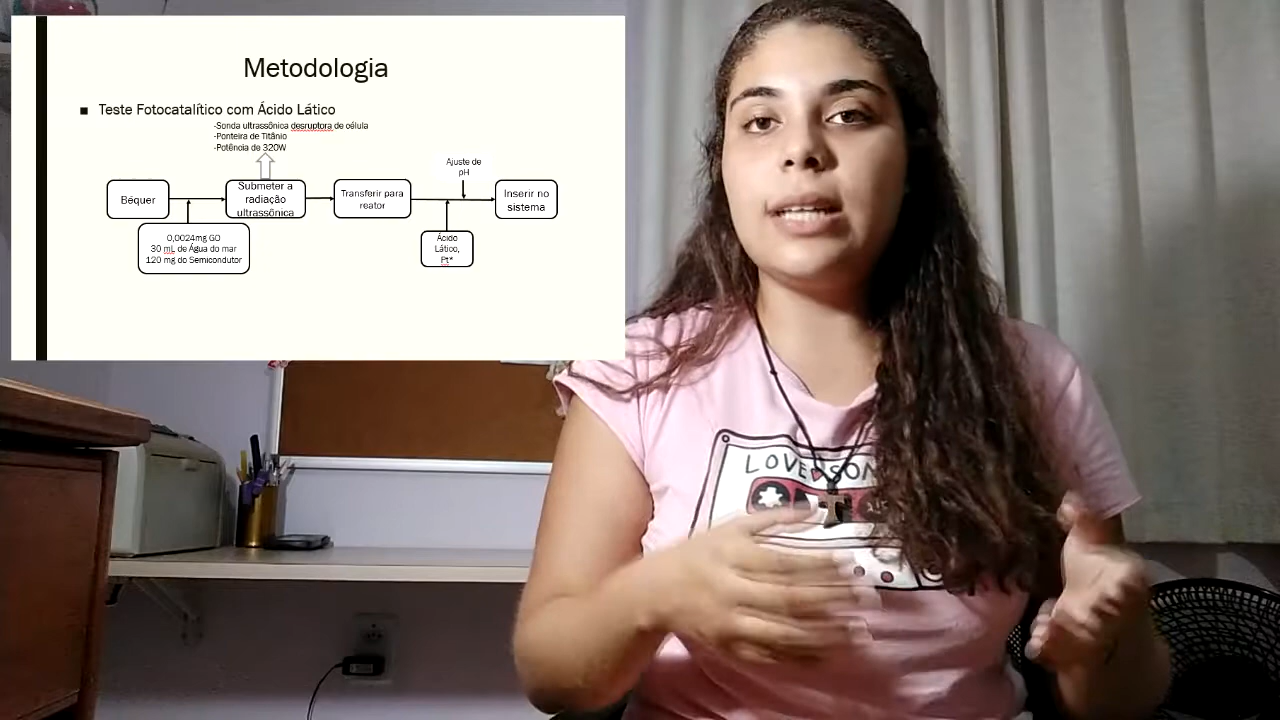 Metodologia
■ Teste Fotocatalítico com Ácido Lático
-Sonda ultrassônica desruptora de célula
-Ponteira de Titânio
-Potência de 320W
Béquer
Submeter a
radiação
ultrassônica
Transferir para
reator
Ajuste de
pH
Inserir no
sistema
0,0024mg GO
30 mL de Água do mar
120 mg do Semicondutor
Ácido
Lático,
Pt*
LOVE SON